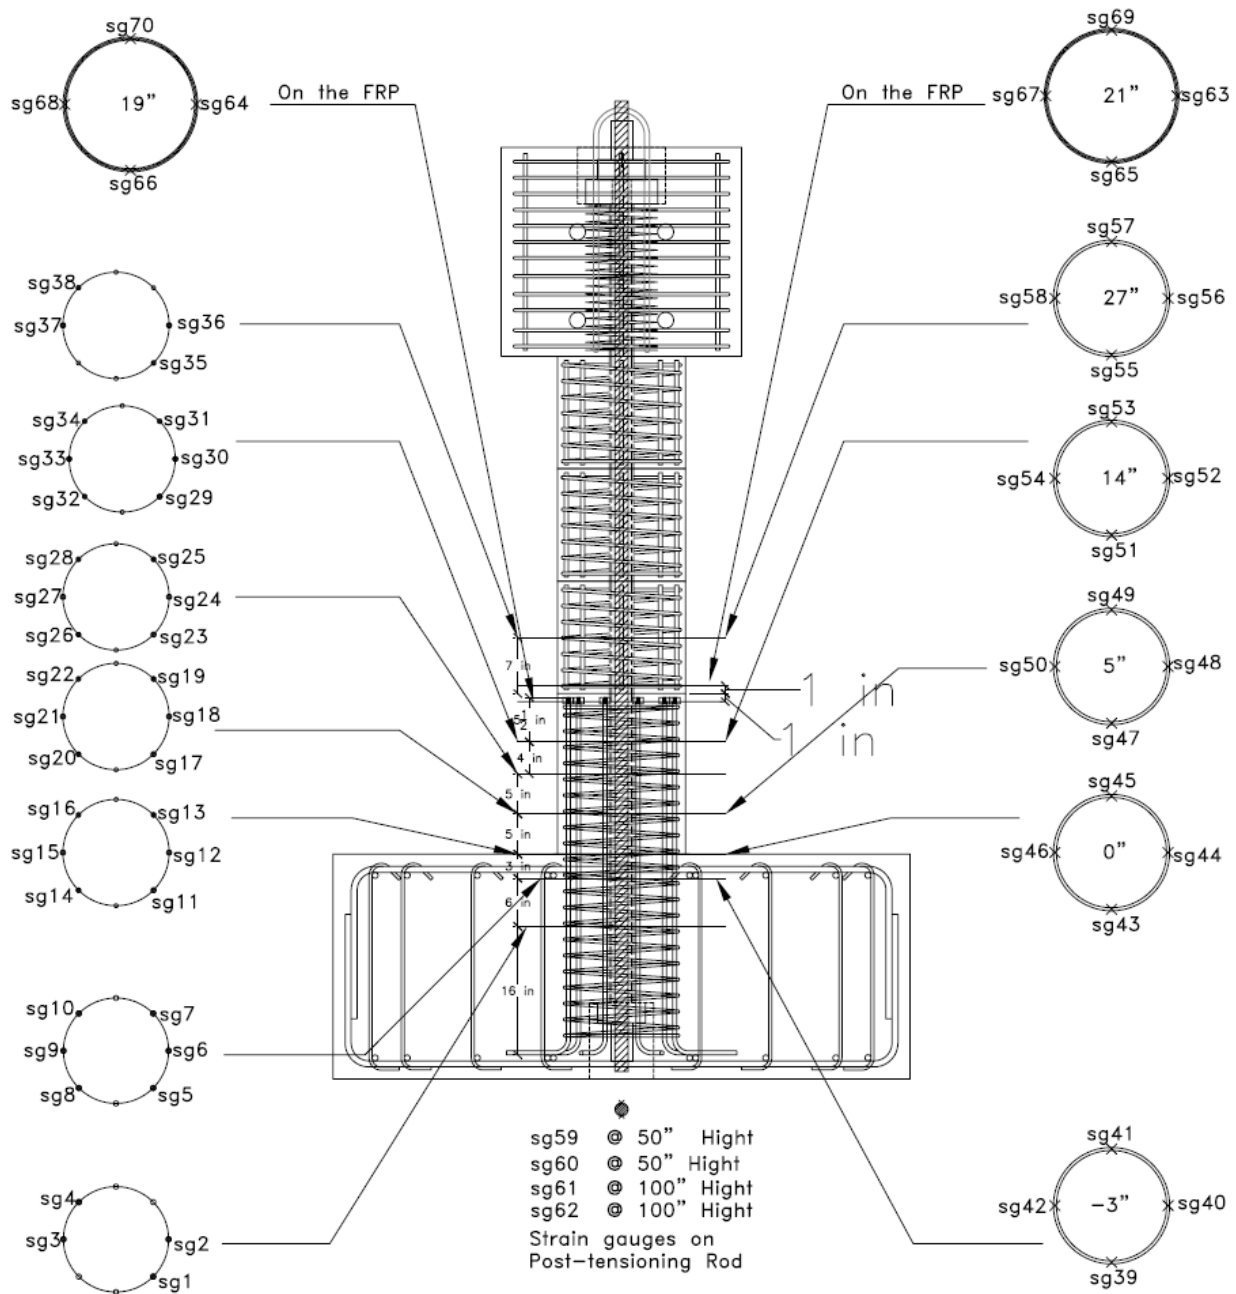 sg70
sg68
19”
sg64
sg66
On the FRP
On the FRP
sg69
sg67
21”
sg63
sg65
sg38
sg37
sg36
sg35
sg57
sg58
27”
sg56
sg55
sg34
sg31
sg33
sg30
sg32
sg29
sg53
sg54
14”
sg52
sg51
sg28
sg25
sg27
sg24
sg26
sg23
sg49
sg50
5”
sg48
sg47
sg22
sg19
sg21
sg18
sg20
sg17
7 in
1 in
1 in
5 1/2 in
4 in
5 in
5 in
3 in
6 in
16 in
sg16
sg13
sg15
sg12
sg14
sg11
sg45
sg46
0”
sg44
sg43
sg10
sg7
sg9
sg6
sg8
sg5
sg4
sg3
sg2
sg1
sg59 @ 50” Hight
sg60 @ 50” Hight
sg61 @ 100” Hight
sg62 @ 100” Hight
Strain gauges on
Post-tensioning Rod
sg41
sg42
-3”
sg40
sg39